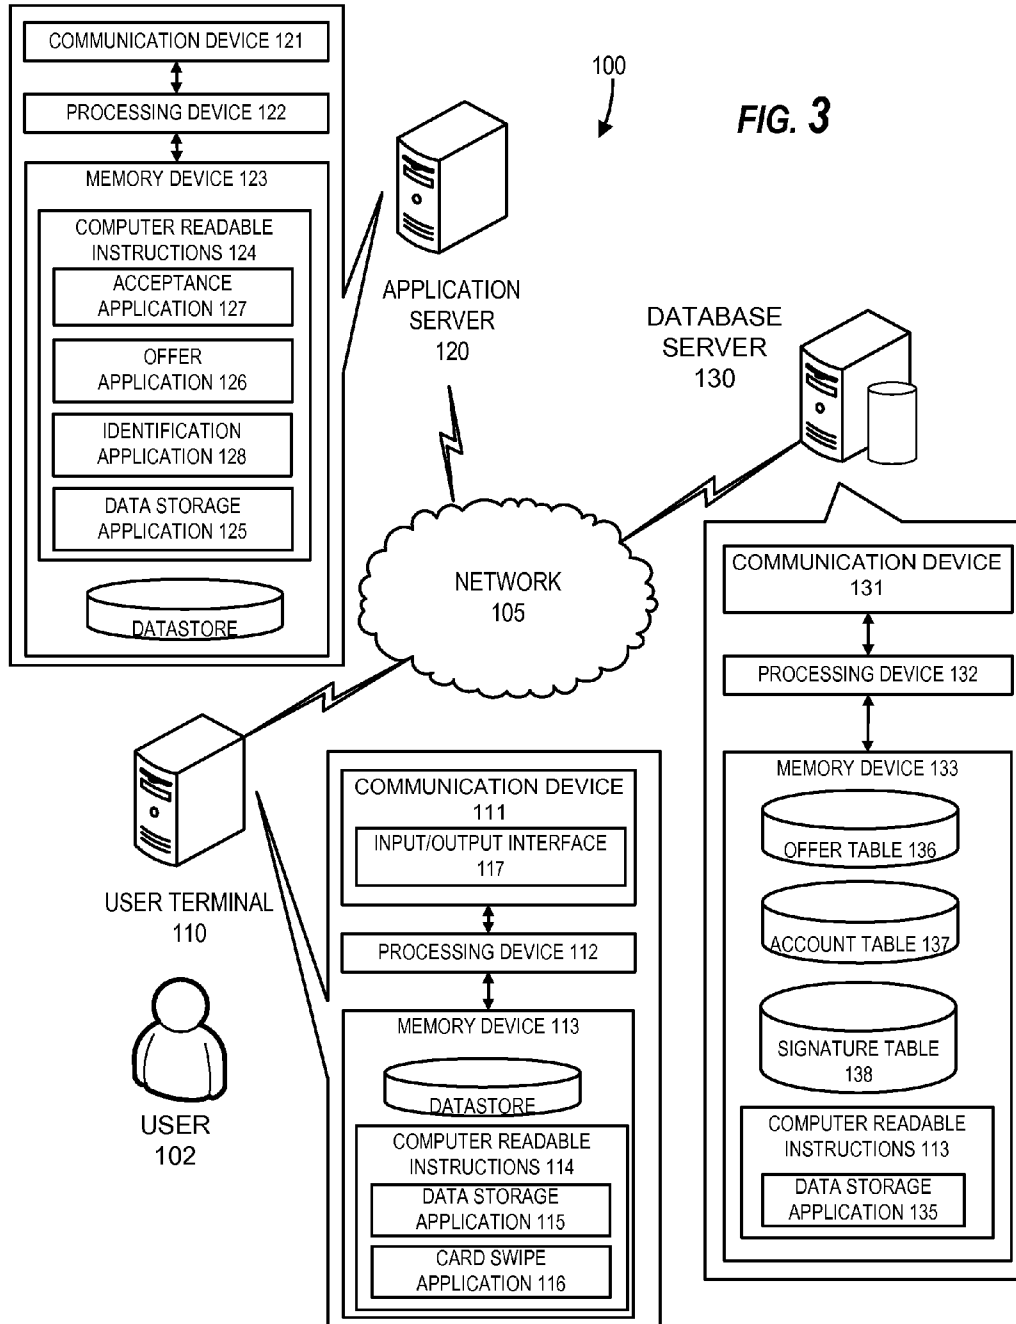 COMMUNICATION DEVICE 121
PROCESSING DEVICE 122
MEMORY DEVICE 123
COMPUTER READABLE
INSTRUCTIONS 124
ACCEPTANCE
APPLICATION 127
OFFER
APPLICATION 126
IDENTIFICATION
APPLICATION 128
DATA STORAGE
APPLICATION 125
DATASTORE
100
FIG. 3
APPLICATION
SERVER
120
DATABASE
SERVER
130
NETWORK
105
COMMUNICATION DEVICE
131
PROCESSING DEVICE 132
MEMORY DEVICE 133
OFFER TABLE 136
ACCOUNT TABLE 137
SIGNATURE TABLE
138
COMPUTER READABLE
INSTRUCTIONS 113
DATA STORAGE
APPLICATION 135
USER TERMINAL
110
USER
102
COMMUNICATION DEVICE
111
INPUT/OUTPUT INTERFACE
117
PROCESSING DEVICE 112
MEMORY DEVICE 113
DATASTORE
COMPUTER READABLE
INSTRUCTIONS 114
DATA STORAGE
APPLICATION 115
CARD SWIPE
APPLICATION 116